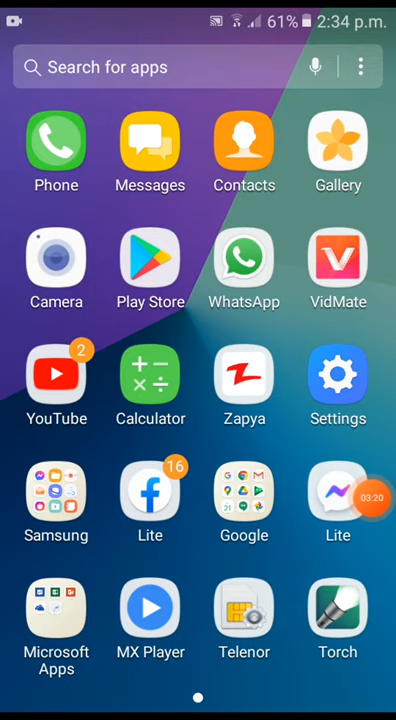 61% 2:34 p.m.
Search for apps
Phone Messages Contacts Gallery
Camera Play Store WhatsApp VidMate
2
YouTube Calculator Zapya Settings
16
03:20
Samsung Lite Google Lite
Microsoft Apps MX Player Telenor Torch